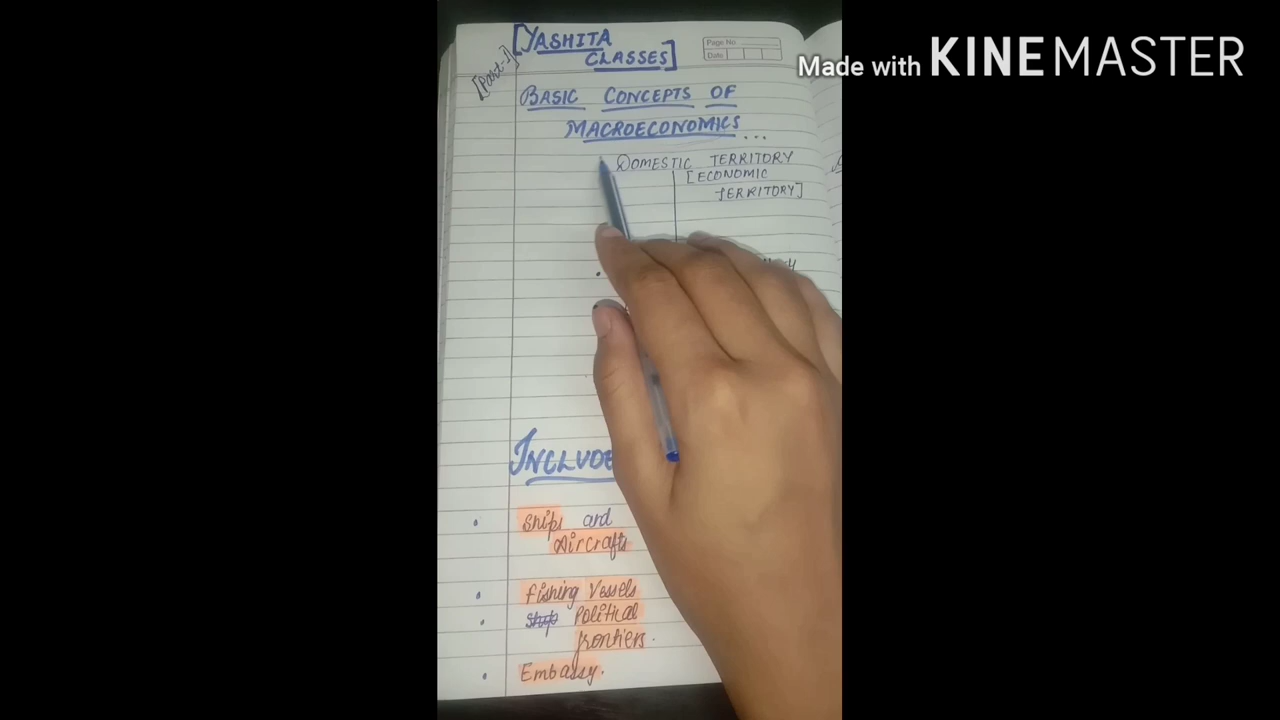 [YASHITA
CLASSES]
[Part-1]
Page No.
Date
Made with KINEMASTER
BASIC CONCEPTS OF
MACROECONOMICS...
DOMESTIC TERRITORY
[ECONOMIC
TERRITORY]
INCLUDE
• Ships and
Aircrafts
• Fishing Vessels
• Political
frontiers.
• Embassy.